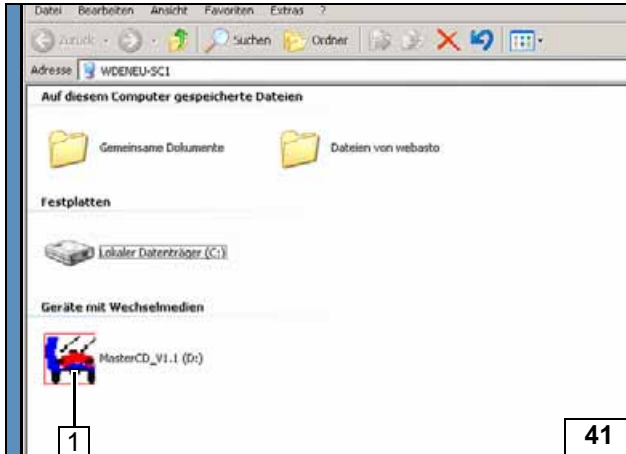 Datei Bearbeiten Ansicht Favoriten Extras ?
Zurück Suchen Ordner
Adresse WDENEU-SC1
Auf diesem Computer gespeicherte Dateien
Gemeinsame Dokumente Dateien von webasto
Festplatten
Lokaler Datenträger (C:)
Geräte mit Wechselmedien
MasterCD_V1.1 (D:)
1
41